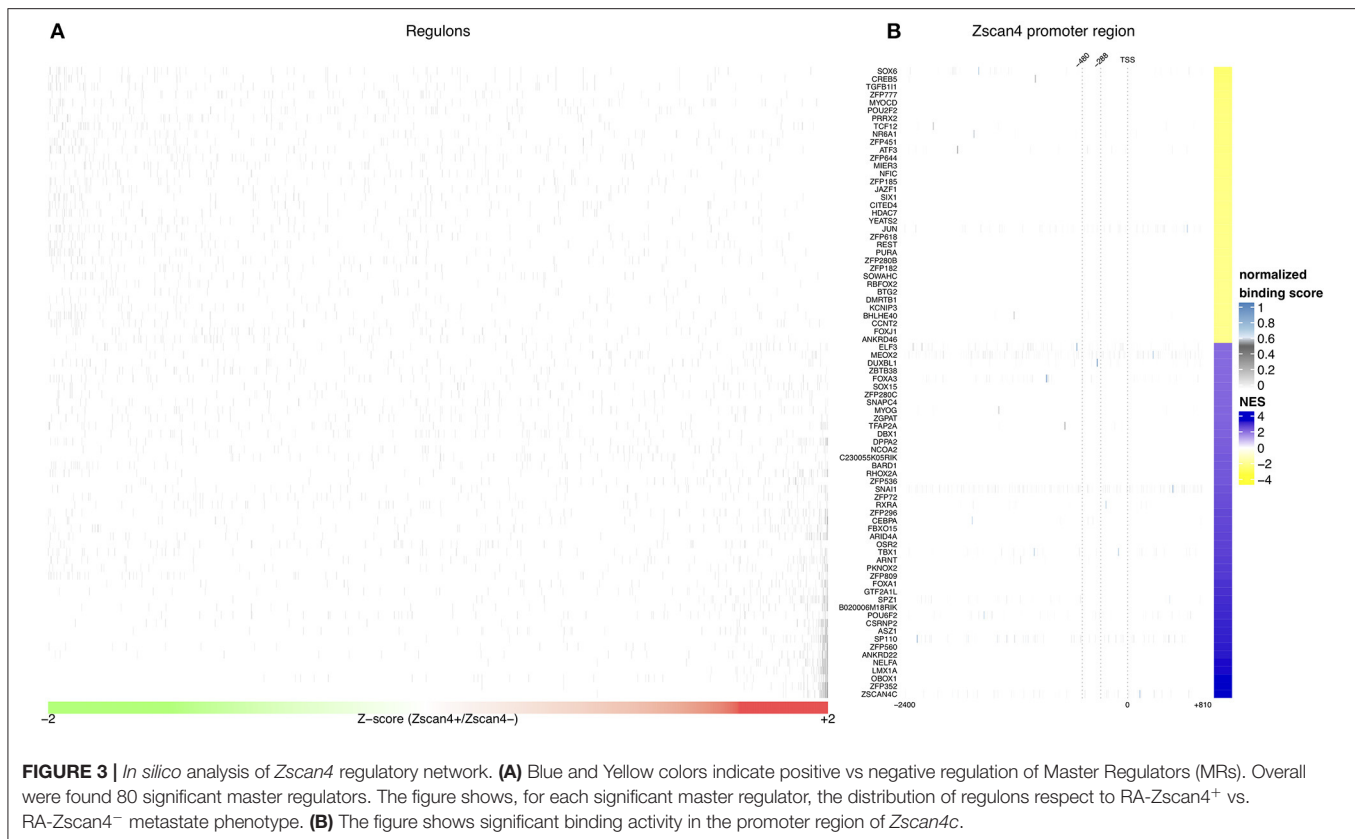 A
Regulons
B
Zscan4 promoter region
−480
−288
TSS
SOX6
CREB5
TGFB1I1
ZFP777
MYOCD
POU2F2
PRRX2
TCF12
NR6A1
ZFP451
ATF3
ZFP644
MIER3
NFIC
ZFP185
JAZF1
SIX1
CITED4
HDAC7
YEATS2
JUN
ZFP618
REST
PURA
ZFP280B
ZFP182
SOWAHC
RBFOX2
BTG2
DMRTB1
KCNIP3
BHLHE40
CCNT2
FOXJ1
ANKRD46
ELF3
MEOX2
DUXBL1
ZBTB38
FOXA3
SOX15
ZFP280C
SNAPC4
MYOG
ZGPAT
TFAP2A
DBX1
DPPA2
NCOA2
C230055K05RIK
BARD1
RHOX2A
ZFP536
SNAI1
ZFP72
RXRA
ZFP296
CEBPA
FBXO15
ARID4A
OSR2
TBX1
ARNT
PKNOX2
ZFP809
FOXA1
GTF2A1L
SPZ1
B020006M18RIK
POU6F2
CSRNP2
ASZ1
SP110
ZFP560
ANKRD22
NELFA
LMX1A
OBOX1
ZFP352
ZSCAN4C
normalized
binding score
1
0.8
0.6
0.4
0.2
0
NES
4
2
0
−2
−4
−2
Z−score (Zscan4+/Zscan4−)
+2
−2400
0
+810
FIGURE 3 | In silico analysis of Zscan4 regulatory network. (A) Blue and Yellow colors indicate positive vs negative regulation of Master Regulators (MRs). Overall
were found 80 significant master regulators. The figure shows, for each significant master regulator, the distribution of regulons respect to RA-Zscan4⁺ vs.
RA-Zscan4⁻ metastate phenotype. (B) The figure shows significant binding activity in the promoter region of Zscan4c.